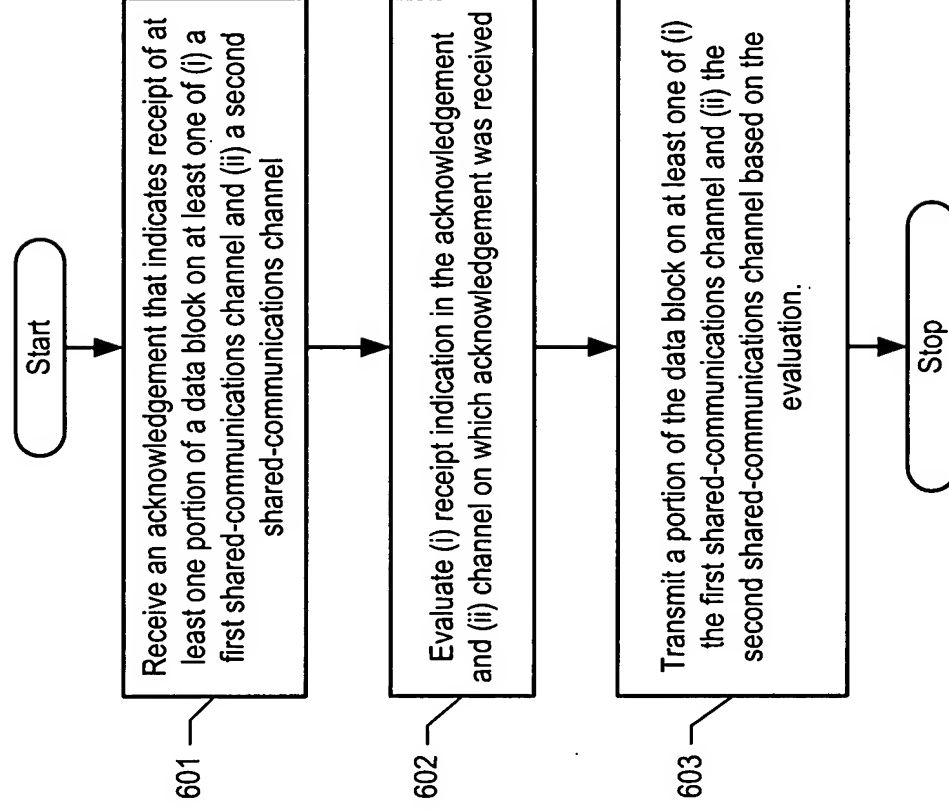 Start
601
Receive an acknowledgement that indicates receipt of at
least one portion of a data block on at least one of (i) a
first shared-communications channel and (ii) a second
shared-communications channel
602
Evaluate (i) receipt indication in the acknowledgement
and (ii) channel on which acknowledgement was received
603
Transmit a portion of the data block on at least one of (i)
the first shared-communications channel and (ii) the
second shared-communications channel based on the
evaluation.
Stop